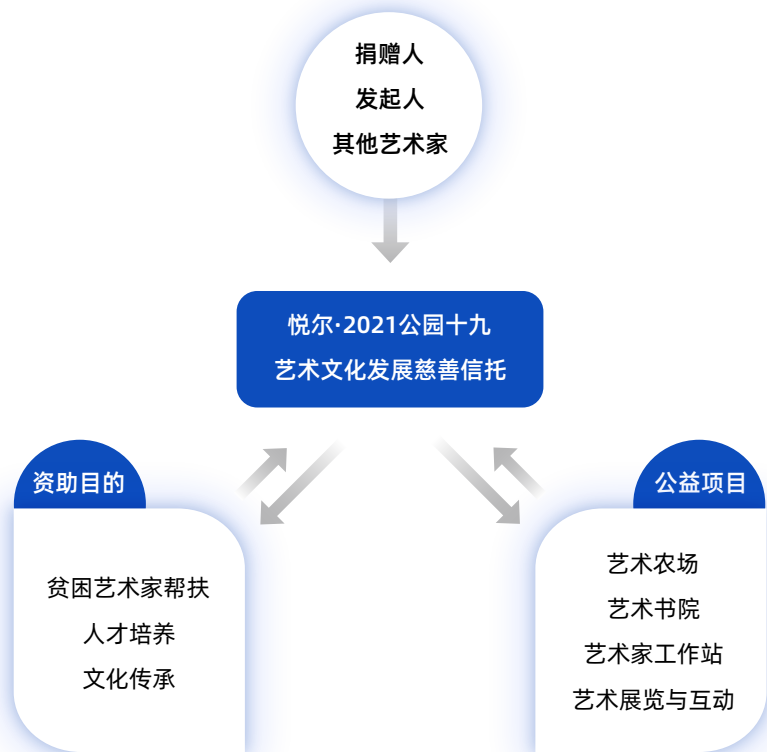 捐赠人
发起人
其他艺术家
悦尔·2021公园十九
艺术文化发展慈善信托
资助目的
贫困艺术家帮扶
人才培养
文化传承
公益项目
艺术农场
艺术书院
艺术家工作站
艺术展览与互动